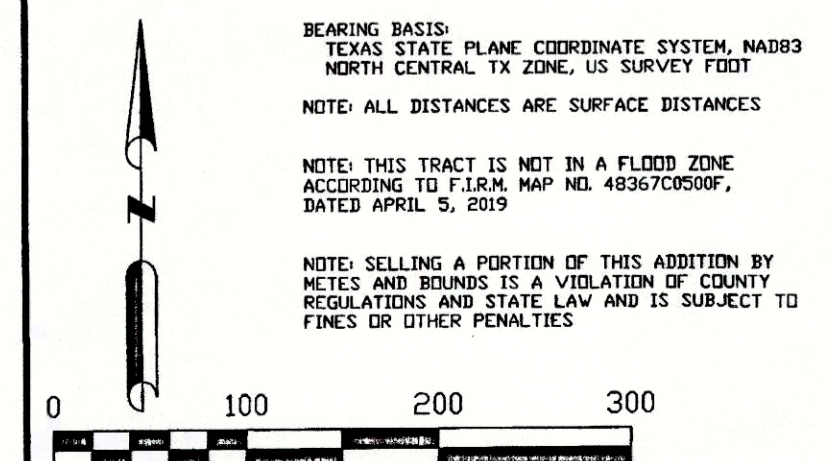 BEARING BASIS:
TEXAS STATE PLANE COORDINATE SYSTEM, NAD83
NORTH CENTRAL TX ZONE, US SURVEY FOOT
NOTE: ALL DISTANCES ARE SURFACE DISTANCES
NOTE: THIS TRACT IS NOT IN A FLOOD ZONE
ACCORDING TO F.I.R.M. MAP NO. 48367C0500F,
DATED APRIL 5, 2019
N
NOTE: SELLING A PORTION OF THIS ADDITION BY
METES AND BOUNDS IS A VIOLATION OF COUNTY
REGULATIONS AND STATE LAW AND IS SUBJECT TO
FINES OR OTHER PENALTIES
0 100 200 300